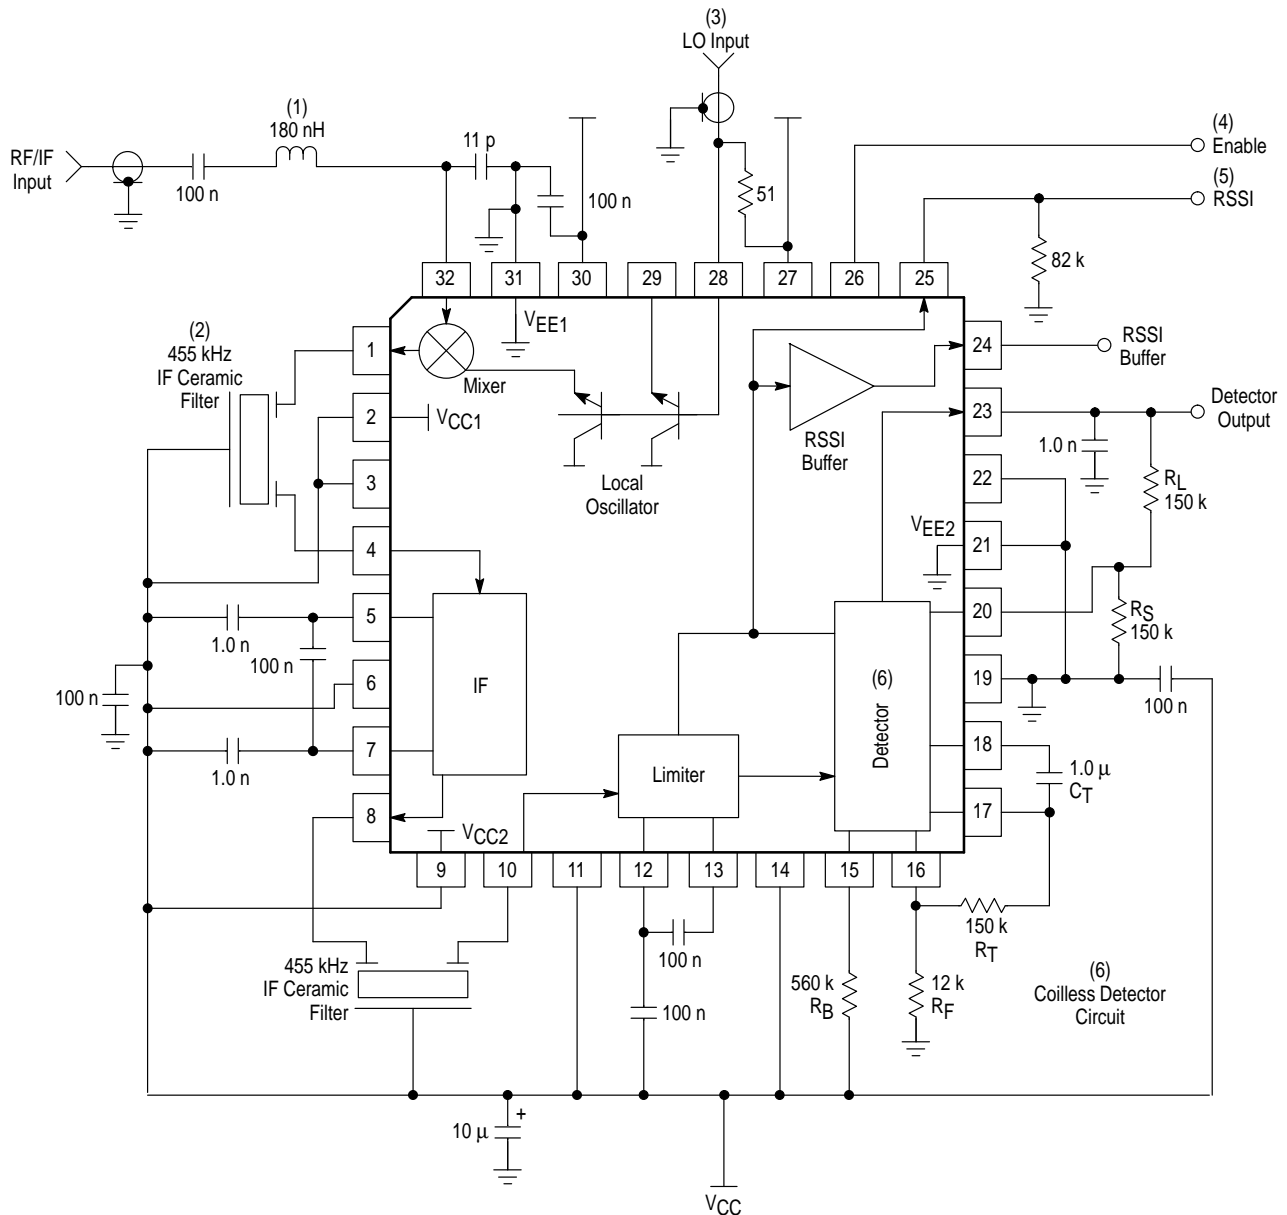 (3)
LO Input
(1)
180 nH
11 p
(4)
Enable
RF/IF
Input
100 n
100 n
51
(5)
RSSI
82 k
32
31
30
29
28
27
26
25
(2)
455 kHz
IF Ceramic
Filter
1
VEE1
Mixer
24
RSSI
Buffer
2
VCC1
23
Detector
Output
RSSI
Buffer
1.0 n
3
Local
Oscillator
22
RL
150 k
4
VEE2
21
5
20
RS
150 k
1.0 n
100 n
6
IF
(6)
Detector
19
100 n
100 n
7
1.0 n
Limiter
18
1.0 μ
CT
8
17
VCC2
9
10
11
12
13
14
15
16
150 k
RT
100 n
455 kHz
IF Ceramic
Filter
100 n
560 k
RB
12 k
RF
(6)
Coilless Detector
Circuit
+
10 μ
VCC